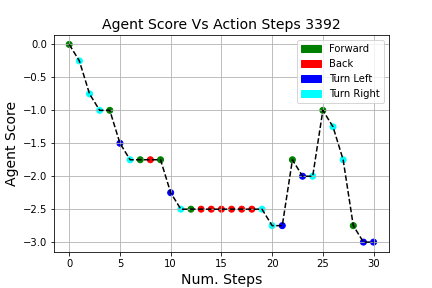 Agent Score Vs Action Steps 3392
Forward
Back
Turn Left
Turn Right
Agent Score
0.0
−0.5
−1.0
−1.5
−2.0
−2.5
−3.0
0 5 10 15 20 25 30
Num. Steps